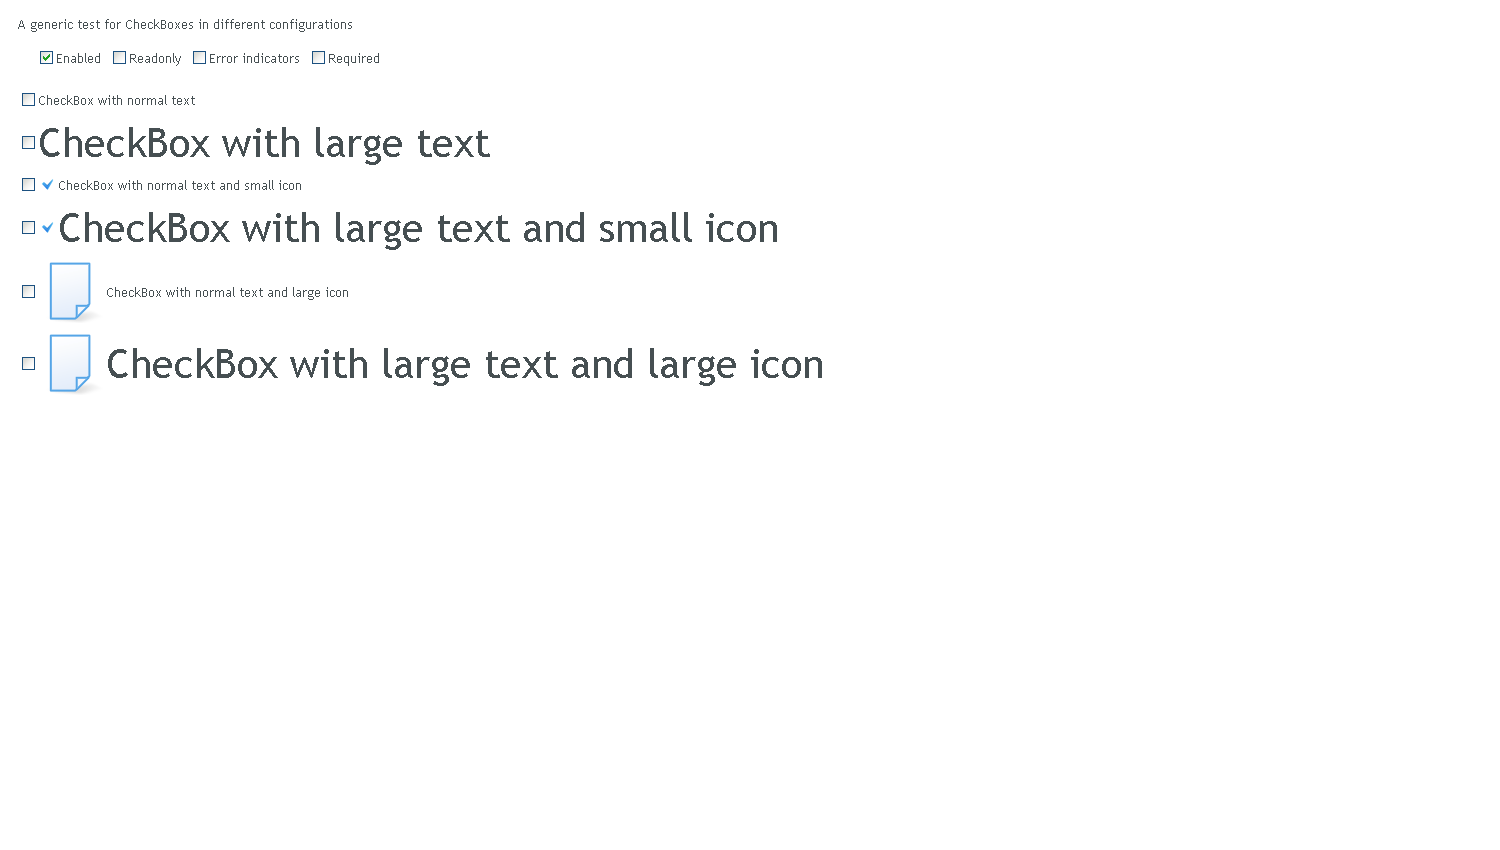 A generic test for CheckBoxes in different configurations
Enabled Readonly Error indicators Required
CheckBox with normal text
CheckBox with large text
CheckBox with normal text and small icon
CheckBox with large text and small icon
CheckBox with normal text and large icon
CheckBox with large text and large icon